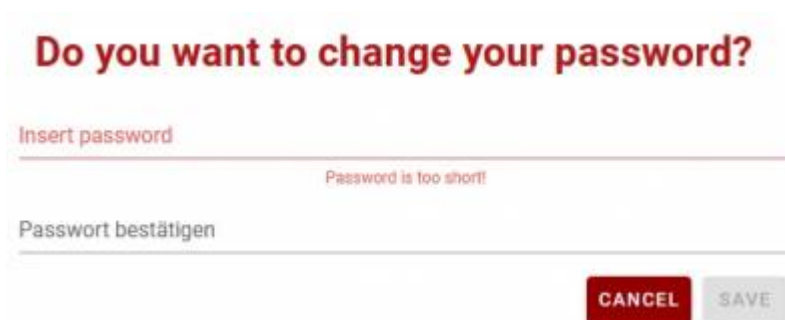 Do you want to change your password?
Insert password
Password is too short!
Passwort bestätigen
CANCEL SAVE